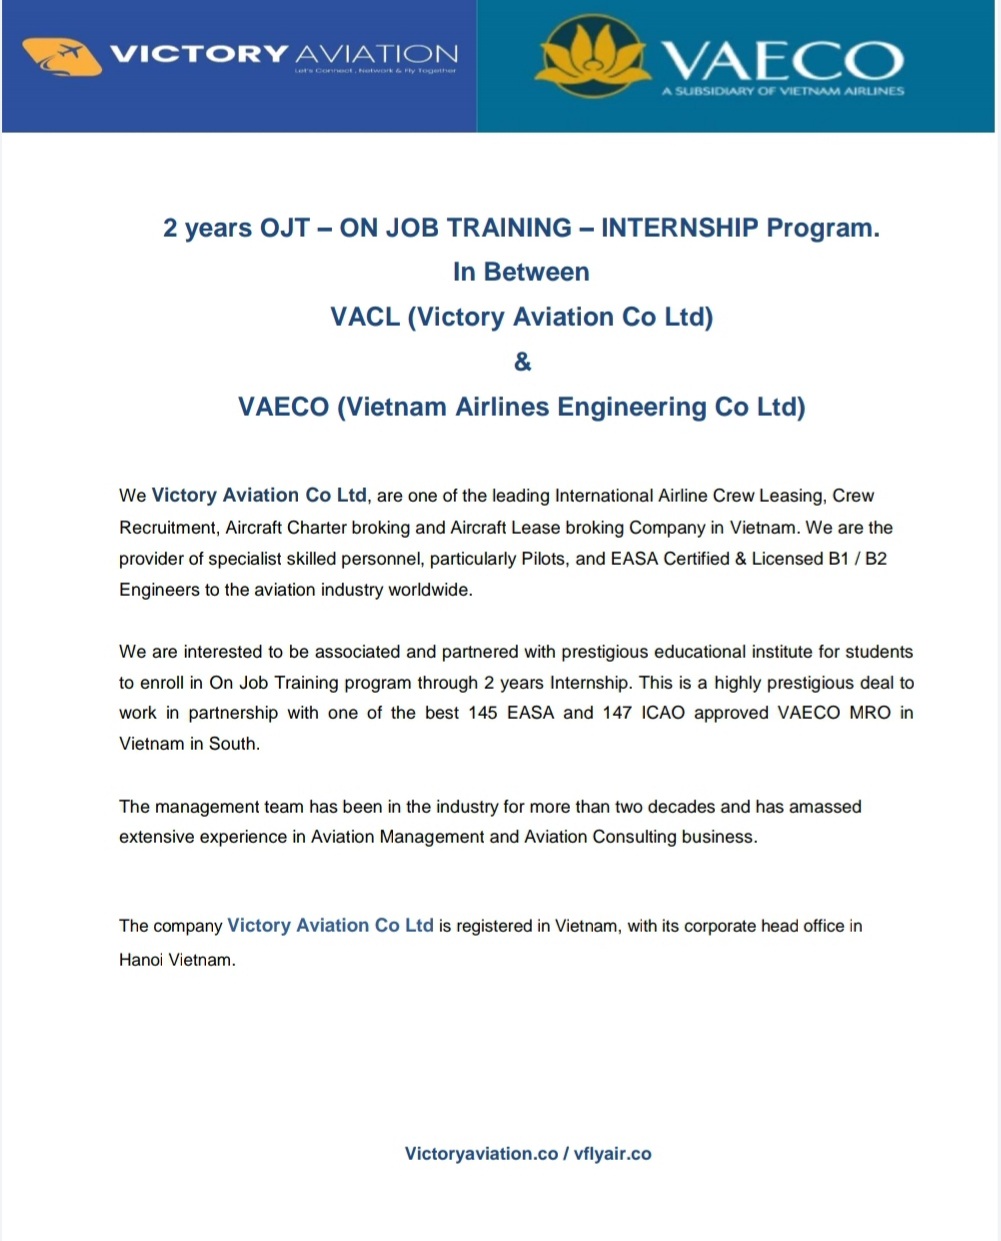 VICTORY AVIATION
Let's Connect, Network & Fly Together
VAECO
A SUBSIDIARY OF VIETNAM AIRLINES
2 years OJT – ON JOB TRAINING – INTERNSHIP Program.
In Between
VACL (Victory Aviation Co Ltd)
&
VAECO (Vietnam Airlines Engineering Co Ltd)
We Victory Aviation Co Ltd, are one of the leading International Airline Crew Leasing, Crew
Recruitment, Aircraft Charter broking and Aircraft Lease broking Company in Vietnam. We are the
provider of specialist skilled personnel, particularly Pilots, and EASA Certified & Licensed B1 / B2
Engineers to the aviation industry worldwide.
We are interested to be associated and partnered with prestigious educational institute for students
to enroll in On Job Training program through 2 years Internship. This is a highly prestigious deal to
work in partnership with one of the best 145 EASA and 147 ICAO approved VAECO MRO in
Vietnam in South.
The management team has been in the industry for more than two decades and has amassed
extensive experience in Aviation Management and Aviation Consulting business.
The company Victory Aviation Co Ltd is registered in Vietnam, with its corporate head office in
Hanoi Vietnam.
Victoryaviation.co / vflyair.co